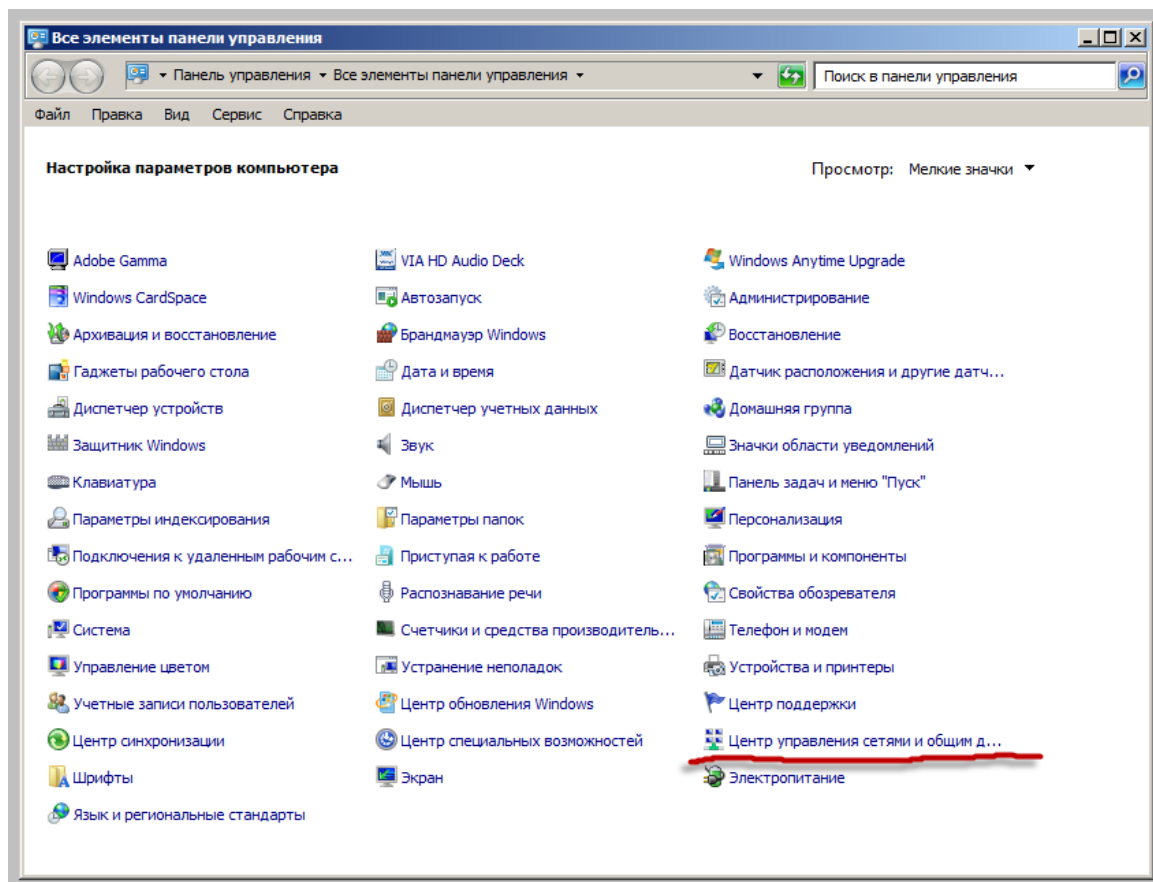 Все элементы панели управления
Панель управления Все элементы панели управления Поиск в панели управления
Файл Правка Вид Сервис Справка
Настройка параметров компьютера Просмотр: Мелкие значки
Adobe Gamma VIA HD Audio Deck Windows Anytime Upgrade
Windows CardSpace Автозапуск Администрирование
Архивация и восстановление Брандмауэр Windows Восстановление
Гаджеты рабочего стола Дата и время Датчик расположения и другие датч...
Диспетчер устройств Диспетчер учетных данных Домашняя группа
Защитник Windows Звук Значки области уведомлений
Клавиатура Мышь Панель задач и меню "Пуск"
Параметры индексирования Параметры папок Персонализация
Подключения к удаленным рабочим с... Приступая к работе Программы и компоненты
Программы по умолчанию Распознавание речи Свойства обозревателя
Система Счетчики и средства производитель... Телефон и модем
Управление цветом Устранение неполадок Устройства и принтеры
Учетные записи пользователей Центр обновления Windows Центр поддержки
Центр синхронизации Центр специальных возможностей Центр управления сетями и общим д...
Шрифты Экран Электропитание
Язык и региональные стандарты